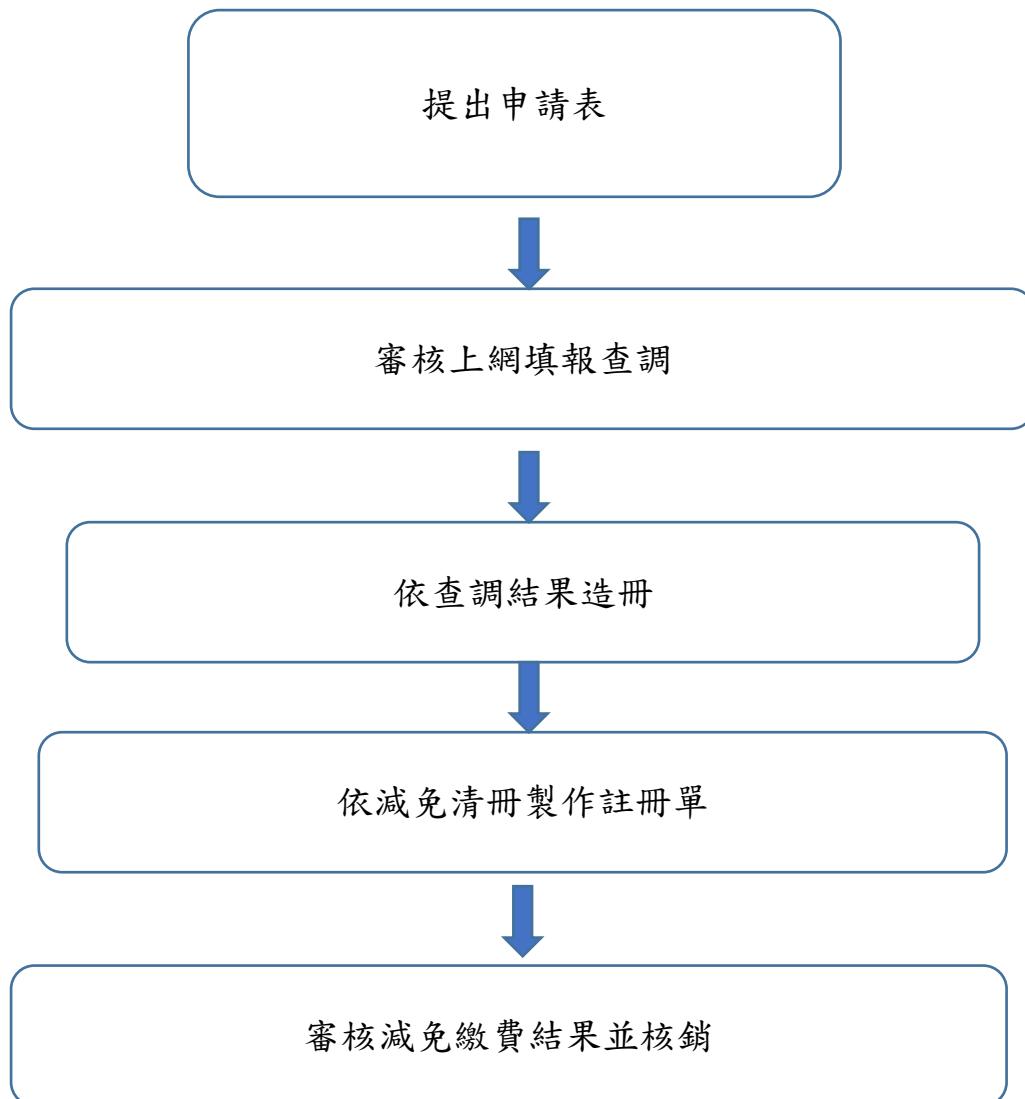 提出申請表
審核上網填報查調
依查調結果造冊
依減免清冊製作註冊單
審核減免繳費結果並核銷